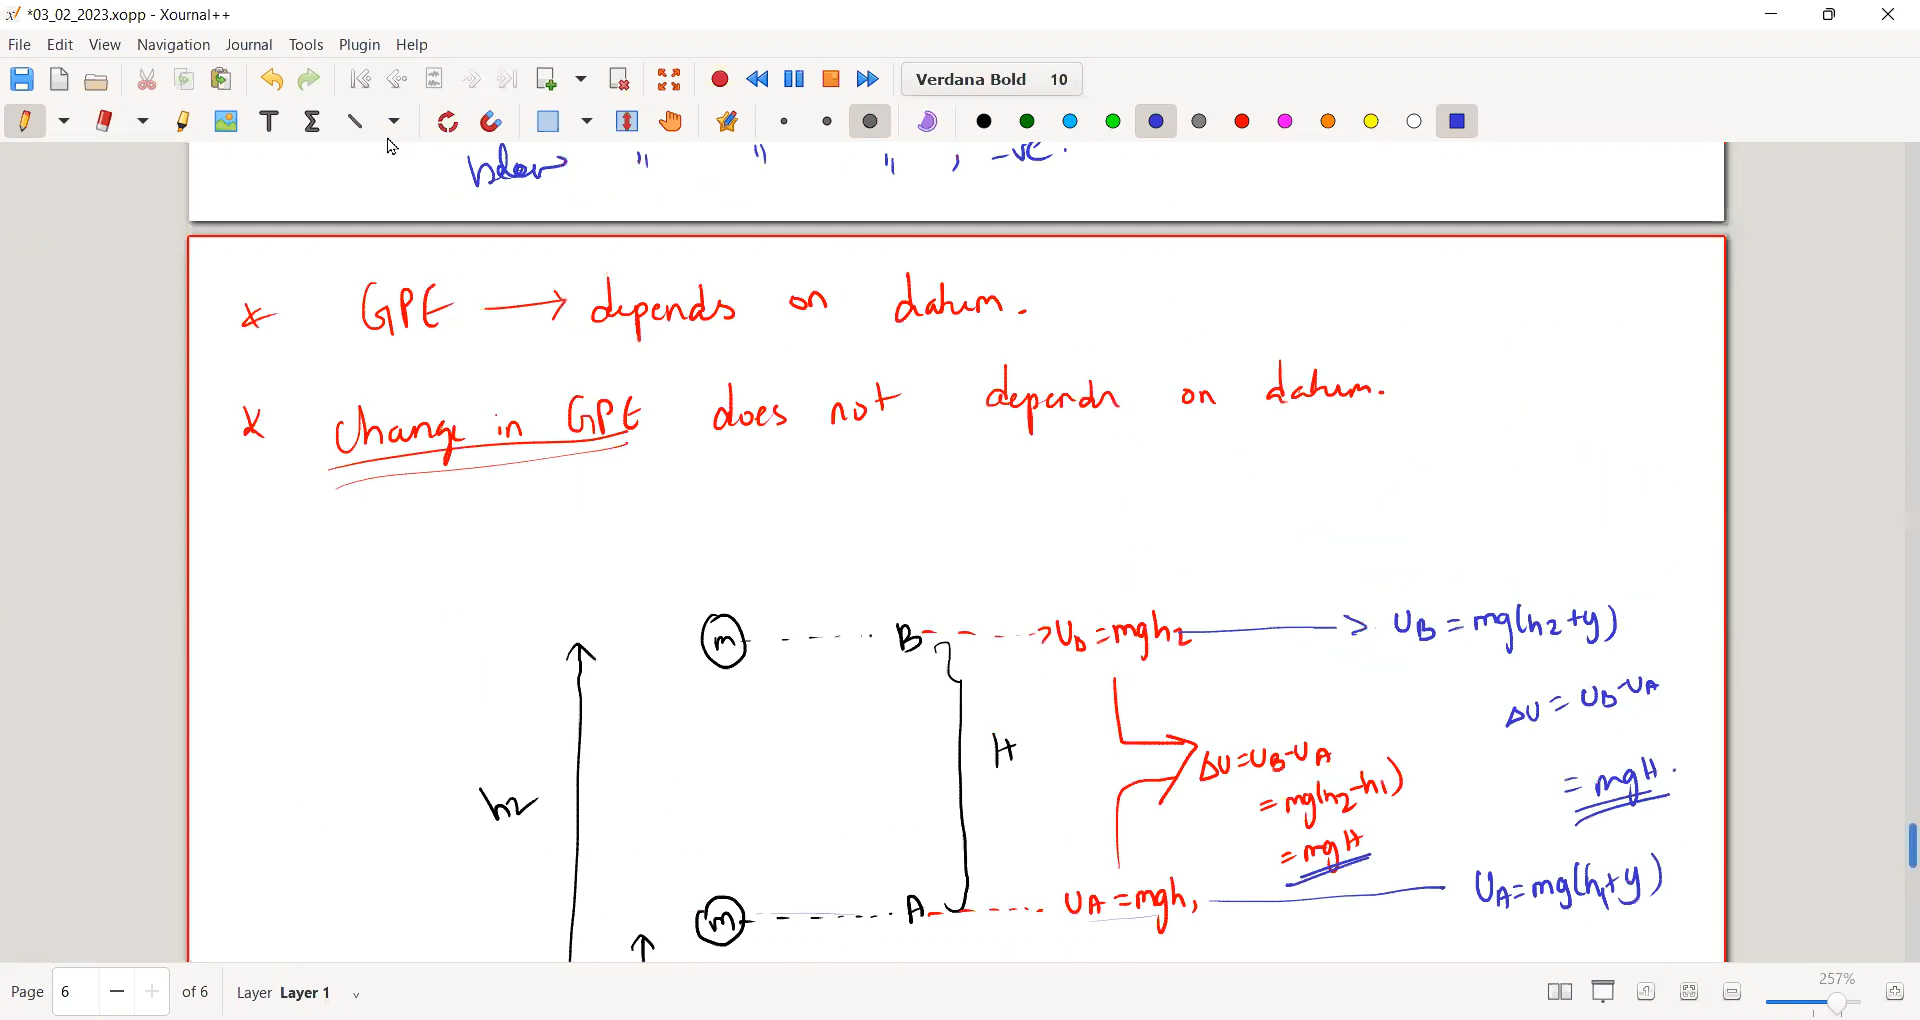 *03_02_2023.xopp - Xournal++
File Edit View Navigation Journal Tools Plugin Help
Verdana Bold 10
below " " " , -ve.
* GPE → depends on datum.
* Change in GPE does not depends on datum.
m B UB = mgh2 → UB = mg(h2+y)
ΔU = UB-UA
H
ΔU = UB-UA
= mgH.
h2
= mg(h2-h1)
= mgH
m A UA = mgh1 UA = mg(h1+y)
Page 6 of 6 Layer Layer 1
257%